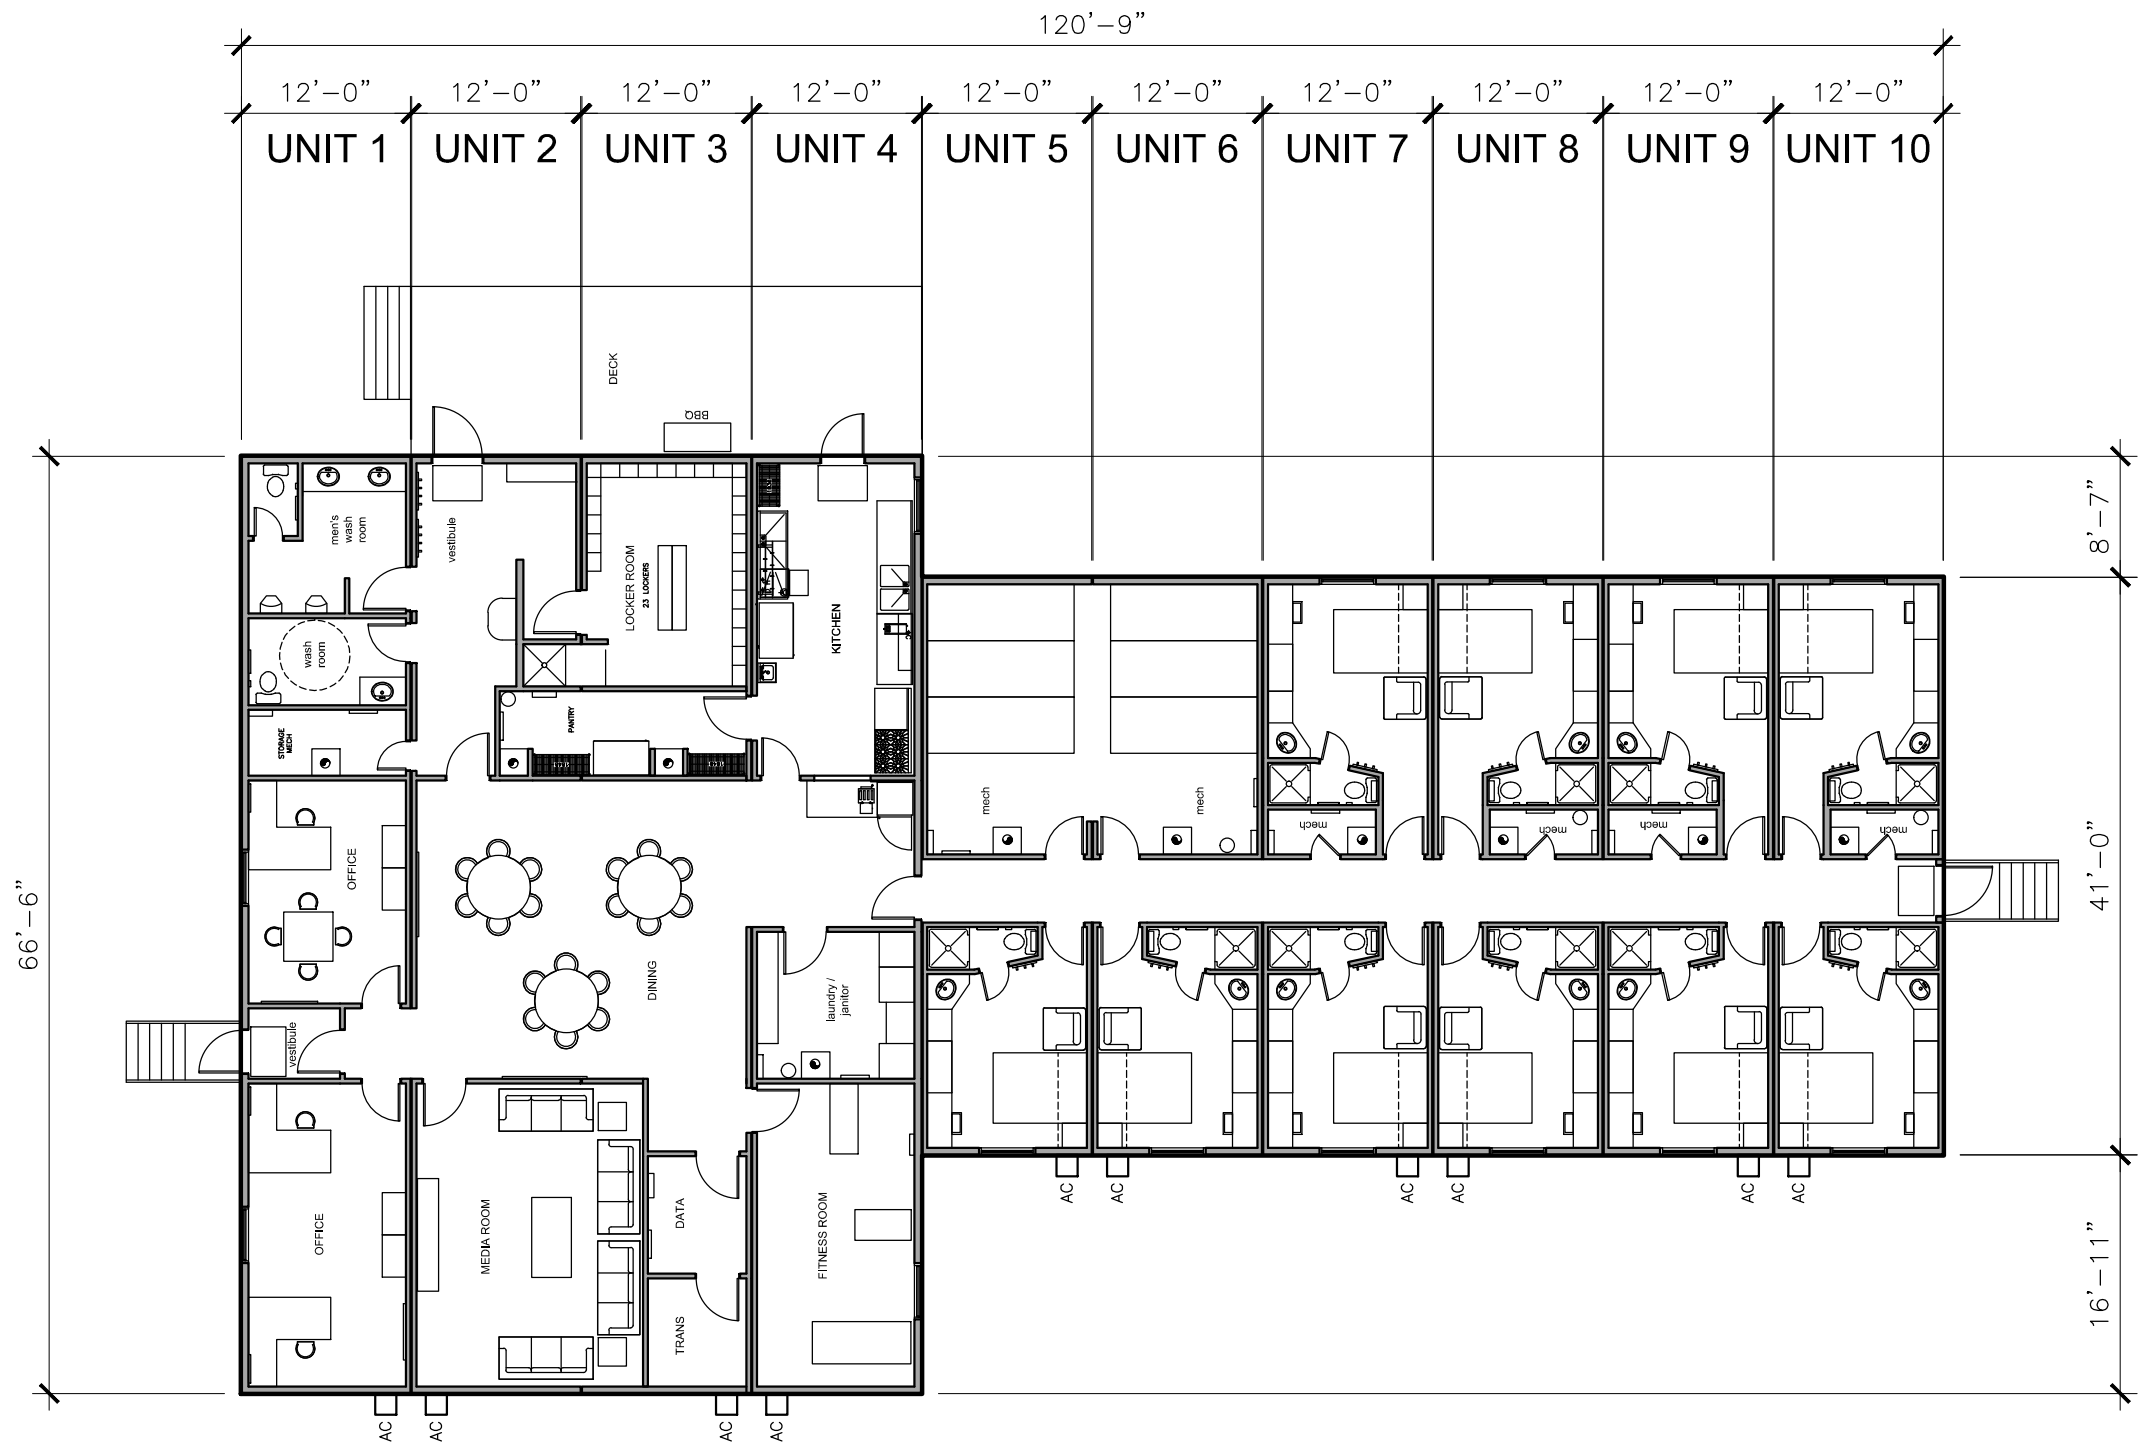 120'-9"
12'-0" 12'-0" 12'-0" 12'-0" 12'-0" 12'-0" 12'-0" 12'-0" 12'-0" 12'-0"
UNIT 1 UNIT 2 UNIT 3 UNIT 4 UNIT 5 UNIT 6 UNIT 7 UNIT 8 UNIT 9 UNIT 10
DECK
BBQ
8'-7"
men's
wash
room
vestibule
LOCKER ROOM
23 LOCKERS
KITCHEN
wash
room
PANTRY
STORAGE
MECH
mech
mech
mech
mech
mech
mech
OFFICE
41'-0"
66'-6"
DINING
laundry /
janitor
vestibule
OFFICE
MEDIA ROOM
DATA
TRANS
FITNESS ROOM
AC
AC
AC
AC
AC
AC
16'-11"
AC
AC
AC
AC